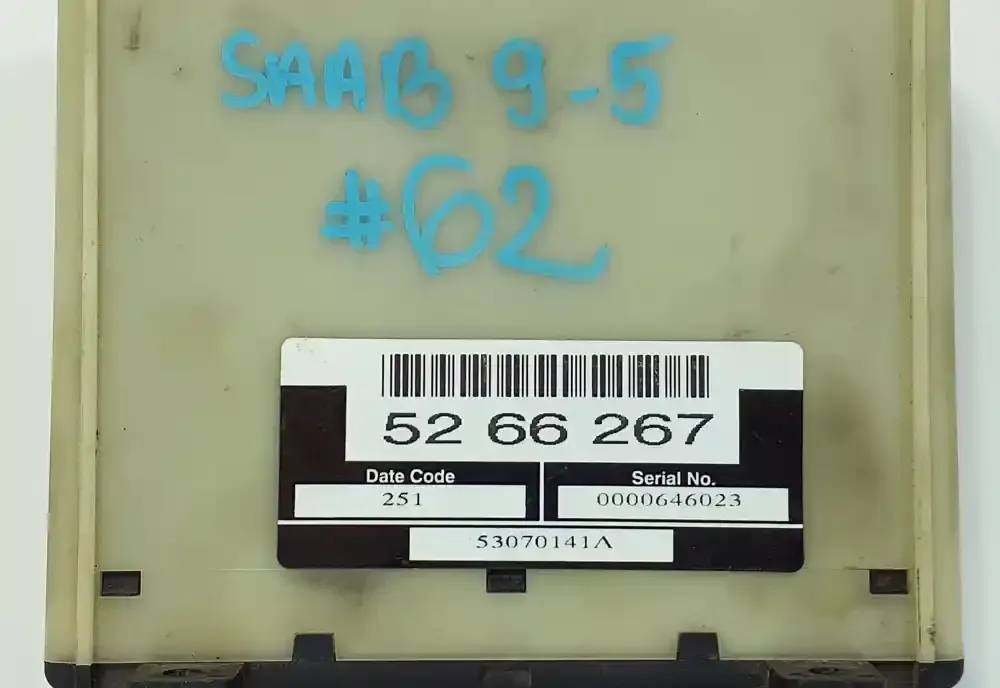 SAAB 9-5
#62
52 66 267
Date Code
251
Serial No.
0000646023
53070141A